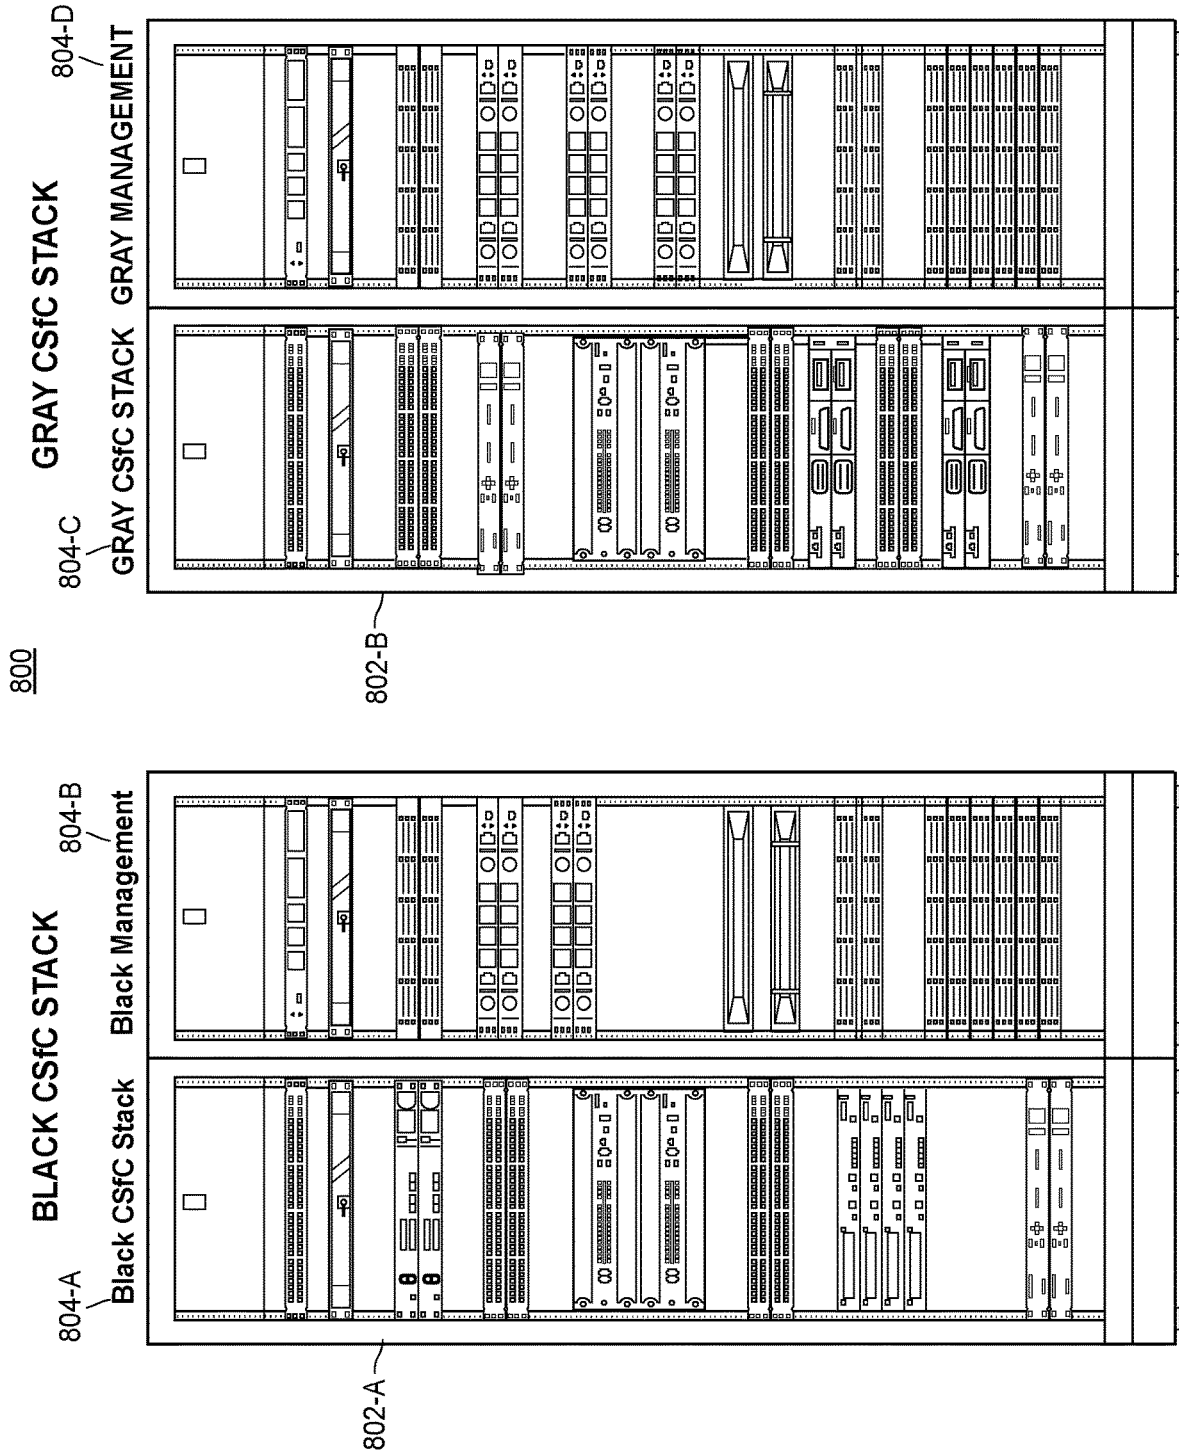 800
BLACK CSfC STACK
GRAY CSfC STACK
804-A
Black CSfC Stack
804-B
Black Management
804-C
GRAY CSfC STACK
804-D
GRAY MANAGEMENT
802-A
802-B